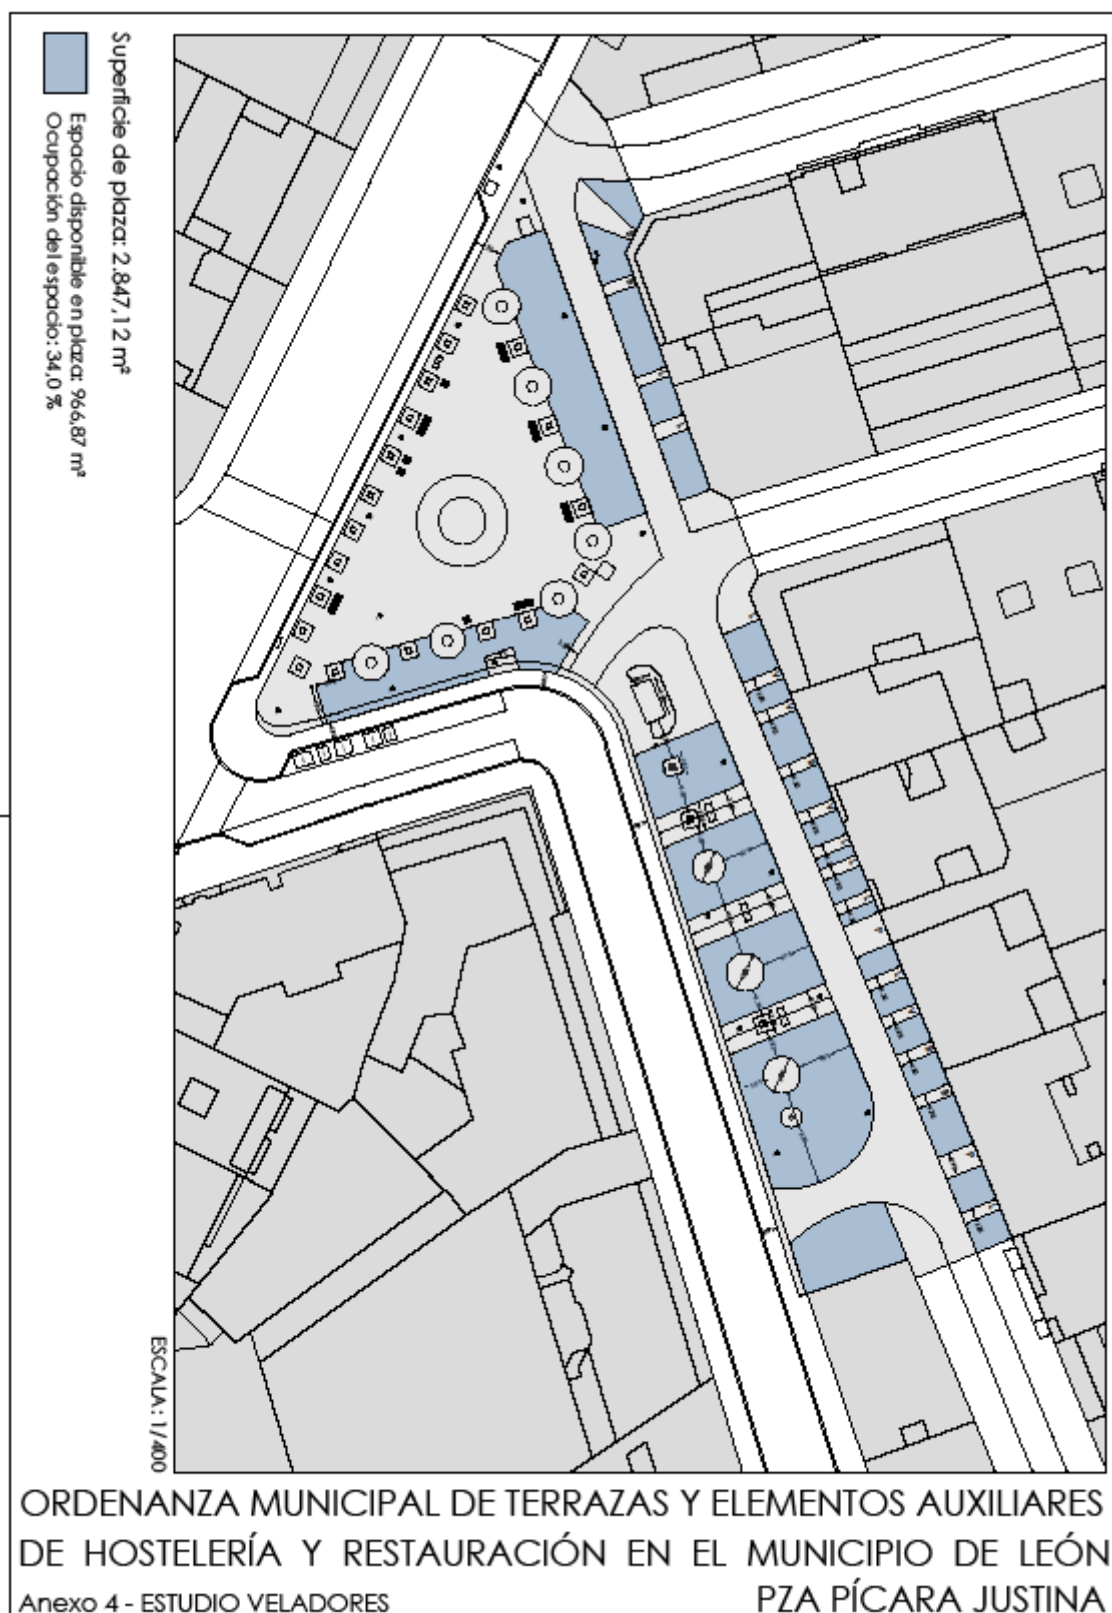 Superficie de plaza: 2.847,12 m²
Espacio disponible en plaza: 966,87 m²
Ocupación del espacio: 34,0 %
ESCALA: 1/400
ORDENANZA MUNICIPAL DE TERRAZAS Y ELEMENTOS AUXILIARES
DE HOSTELERÍA Y RESTAURACIÓN EN EL MUNICIPIO DE LEÓN
Anexo 4 - ESTUDIO VELADORES
PZA PÍCARA JUSTINA